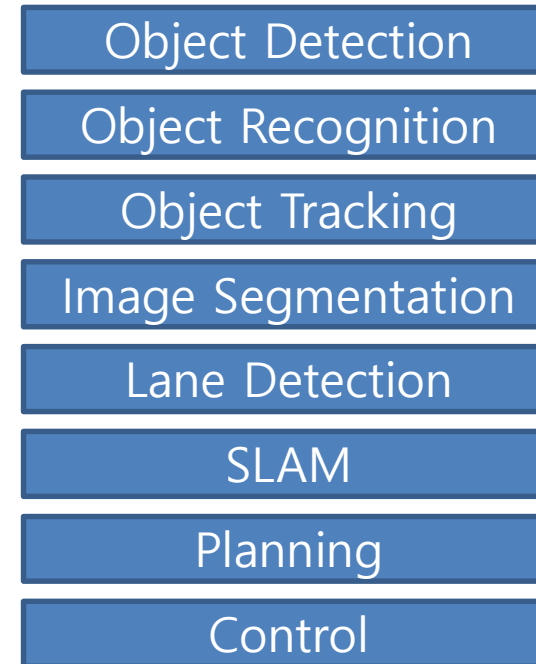 Object Detection
Object Recognition
Object Tracking
Image Segmentation
Lane Detection
SLAM
Planning
Control